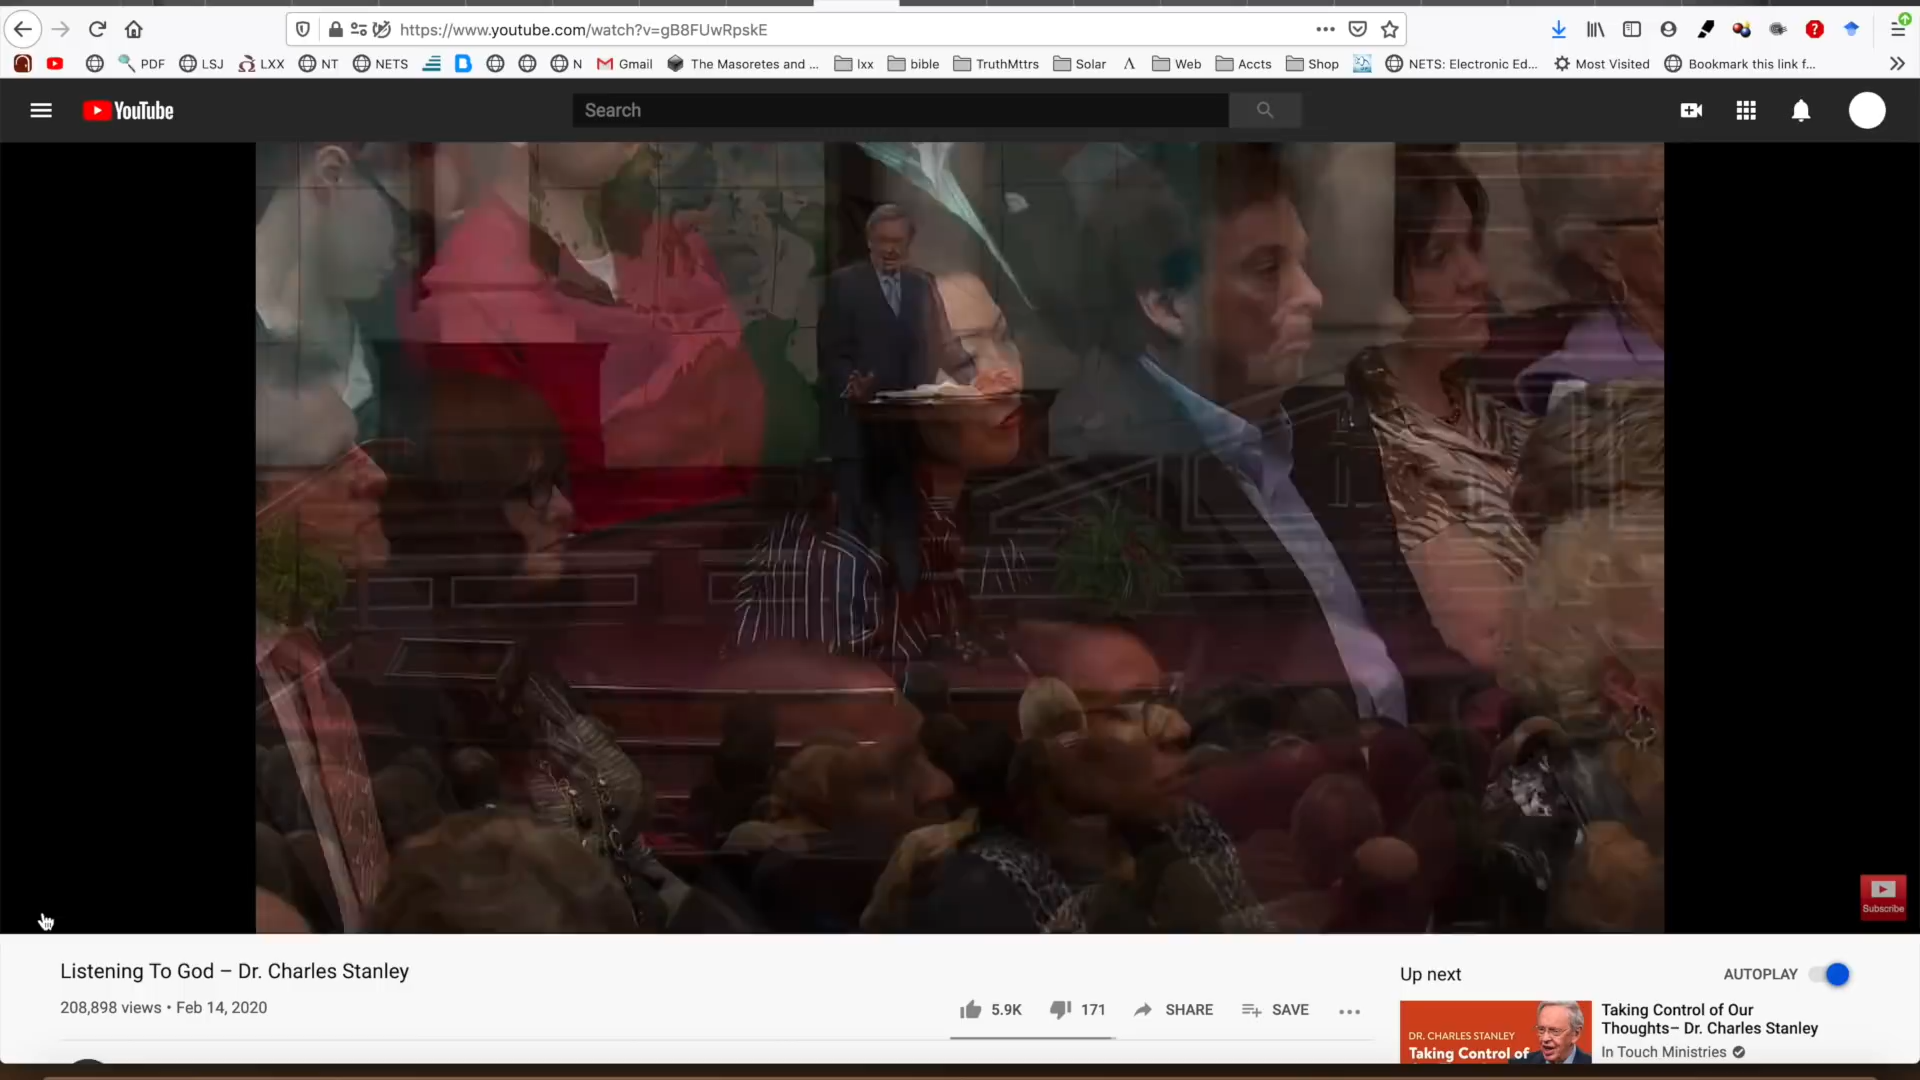 https://www.youtube.com/watch?v=gB8FUwRpskE
PDF LSJ LXX NT NETS N Gmail The Masoretes and ... lxx bible TruthMttrs Solar Web Accts Shop NETS: Electronic Ed... Most Visited Bookmark this link f...
YouTube
Search
Subscribe
Listening To God – Dr. Charles Stanley
208,898 views • Feb 14, 2020
5.9K 171 SHARE SAVE
Up next
AUTOPLAY
DR. CHARLES STANLEY
Taking Control of
Taking Control of Our
Thoughts– Dr. Charles Stanley
In Touch Ministries